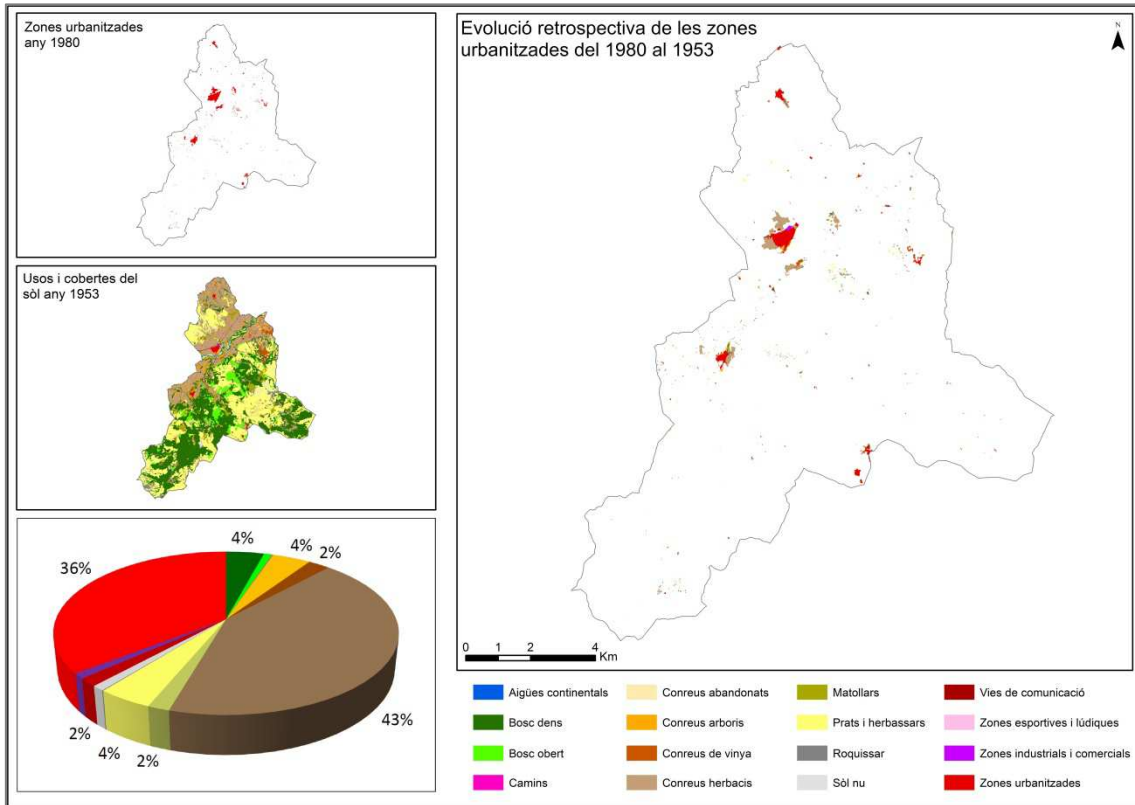 Zones urbanitzades
any 1980
Usos i cobertes del
sòl any 1953
4%
4%
2%
36%
43%
2%
4%
2%
Evolució retrospectiva de les zones
urbanitzades del 1980 al 1953
N
0 1 2 4
Km
Aigües continentals
Bosc dens
Bosc obert
Camins
Conreus abandonats
Conreus arboris
Conreus de vinya
Conreus herbacis
Matollars
Prats i herbassars
Roquissar
Sòl nu
Vies de comunicació
Zones esportives i lúdiques
Zones industrials i comercials
Zones urbanitzades